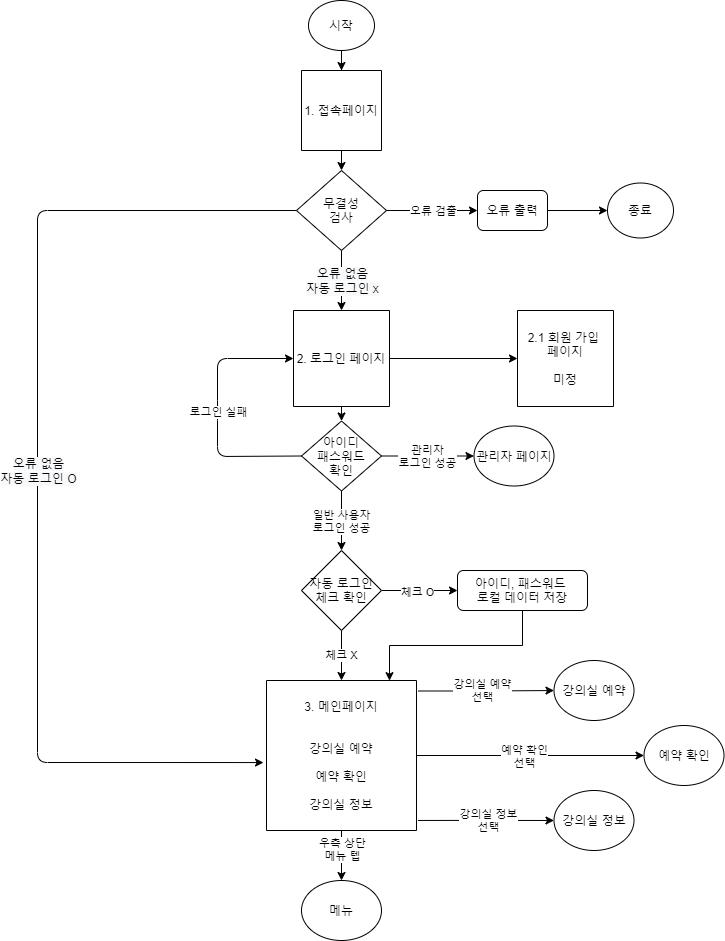 시작
1. 접속페이지
무결성
검사
오류 검출
오류 출력
종료
오류 없음
자동 로그인 x
2. 로그인 페이지
2.1 회원 가입
페이지
미정
로그인 실패
아이디
패스워드
확인
관리자
로그인 성공
관리자 페이지
오류 없음
자동 로그인 O
일반 사용자
로그인 성공
자동 로그인
체크 확인
체크 O
아이디, 패스워드
로컬 데이터 저장
체크 X
3. 메인페이지
강의실 예약
예약 확인
강의실 정보
강의실 예약
선택
강의실 예약
예약 확인
선택
예약 확인
강의실 정보
선택
강의실 정보
우측 상단
메뉴 텝
메뉴